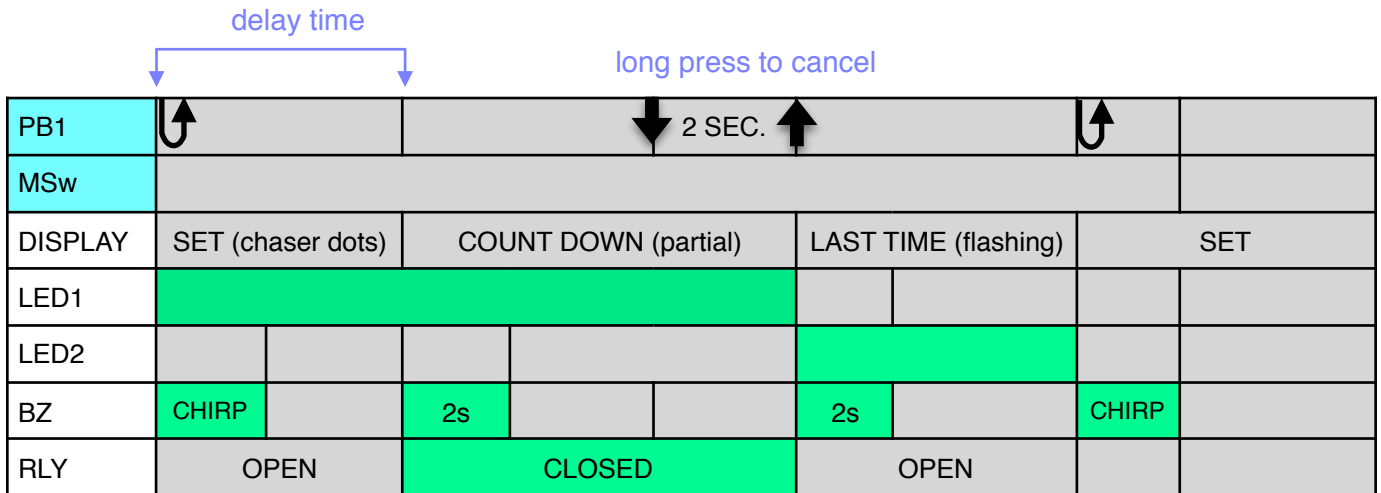 delay time
long press to cancel
PB1 2 SEC.
MSw
DISPLAY SET (chaser dots) COUNT DOWN (partial) LAST TIME (flashing) SET
LED1
LED2
BZ CHIRP 2s 2s CHIRP
RLY OPEN CLOSED OPEN